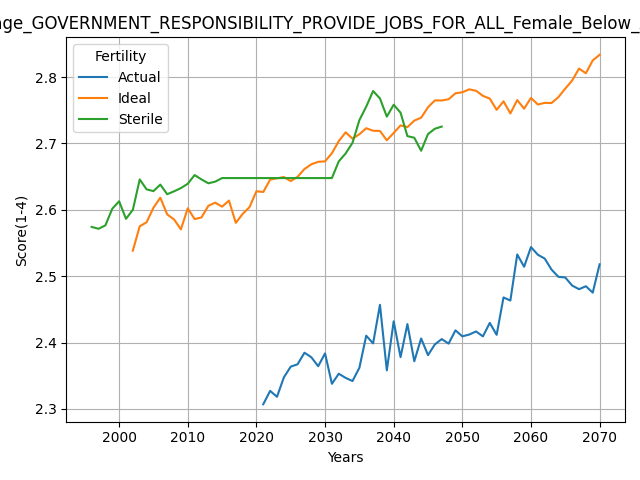 age_GOVERNMENT_RESPONSIBILITY_PROVIDE_JOBS_FOR_ALL_Female_Below_
Fertility
Actual
Ideal
Sterile
2.8
2.7
2.6
2.5
2.4
2.3
Score(1-4)
2000 2010 2020 2030 2040 2050 2060 2070
Years